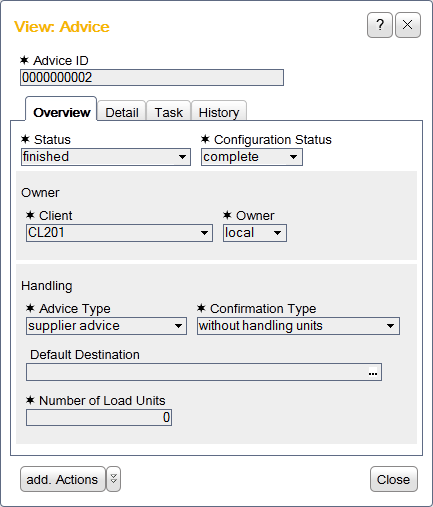 View: Advice
?
✶ Advice ID
0000000002
Overview Detail Task History
✶ Status ✶ Configuration Status
finished complete
Owner
✶ Client ✶ Owner
CL201 local
Handling
✶ Advice Type ✶ Confirmation Type
supplier advice without handling units
Default Destination
...
✶ Number of Load Units
0
add. Actions Close